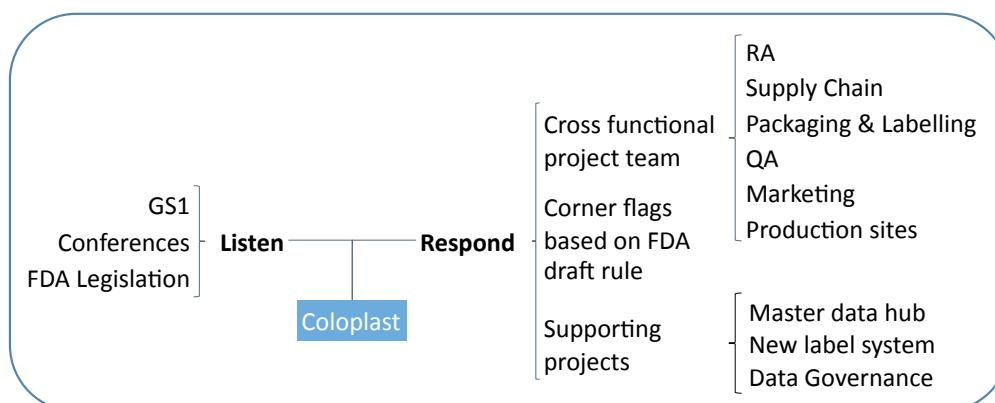 GS1
Conferences
FDA Legislation
Listen
Coloplast
Respond
Cross functional
project team
Corner flags
based on FDA
draft rule
Supporting
projects
RA
Supply Chain
Packaging & Labelling
QA
Marketing
Production sites
Master data hub
New label system
Data Governance